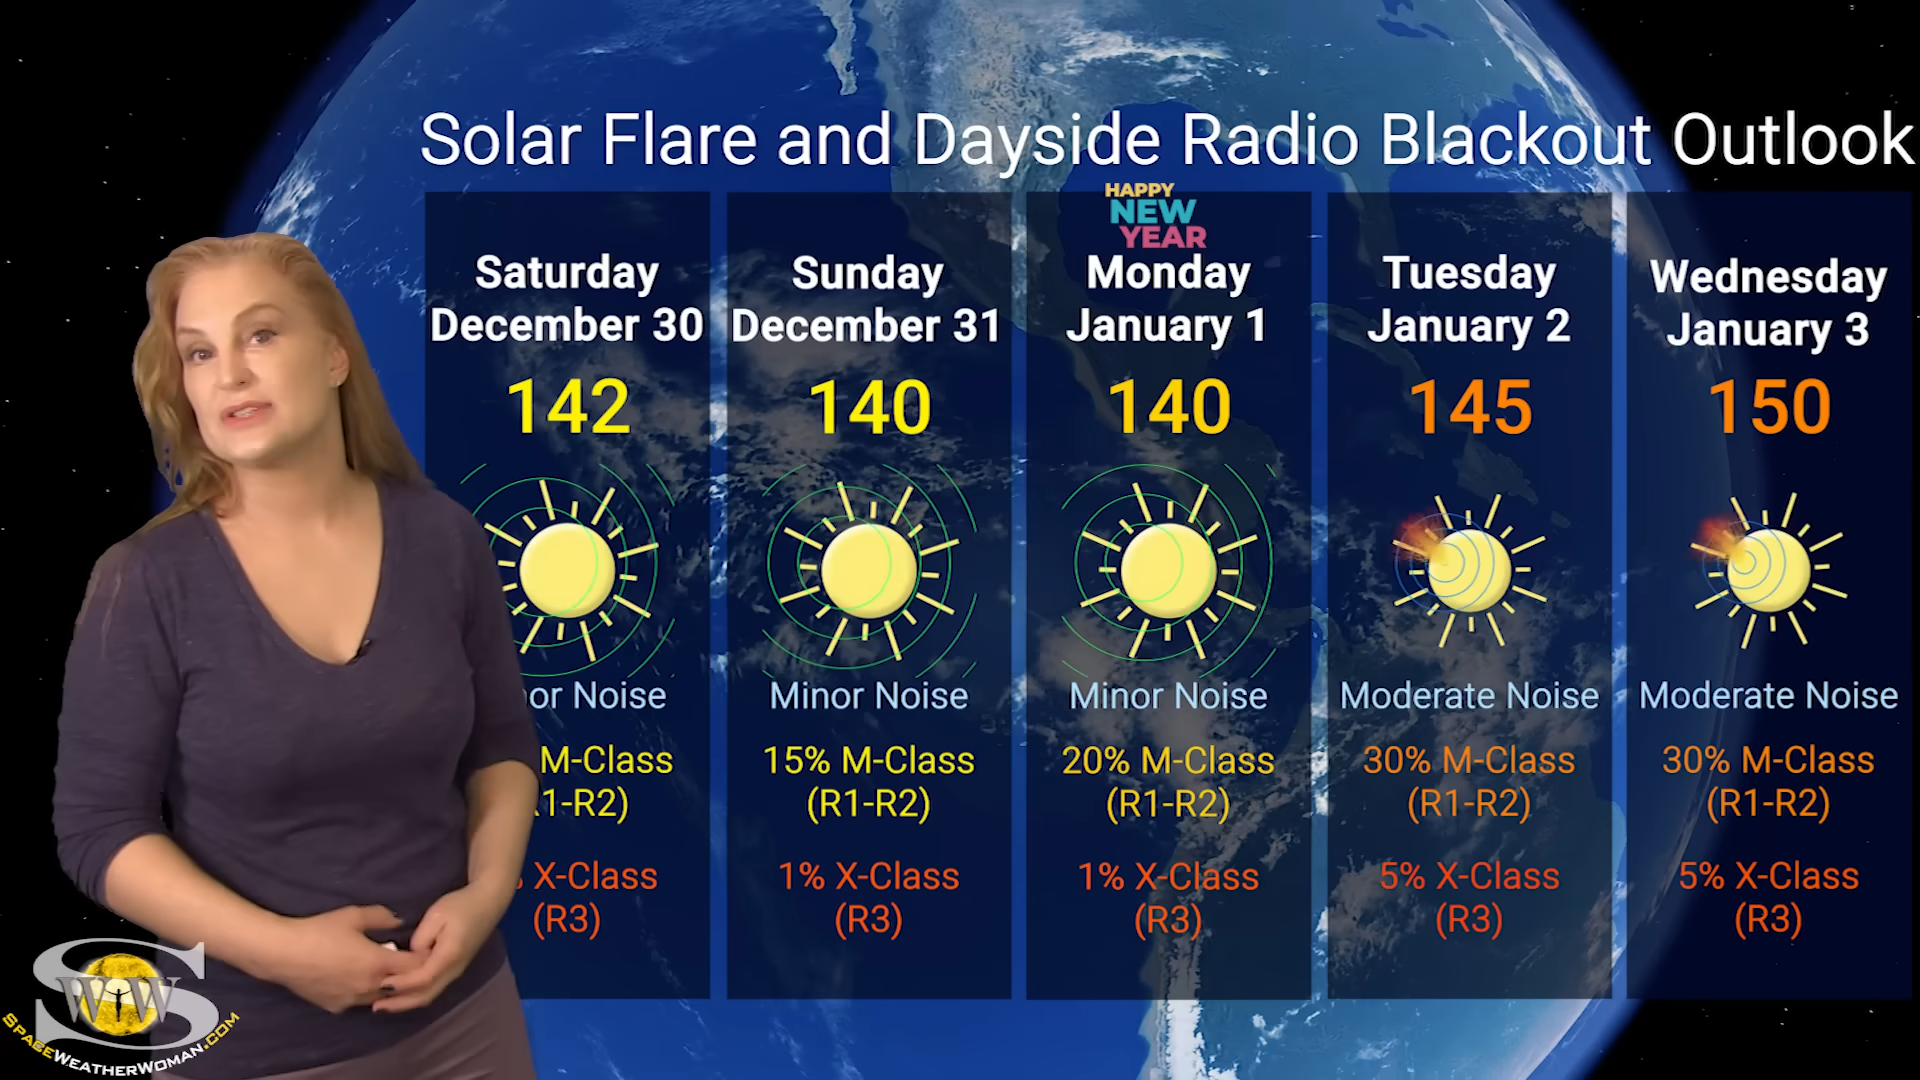 Solar Flare and Dayside Radio Blackout Outlook
HAPPY
NEW
YEAR
Saturday
December 30
142
Noise
M-Class
X-Class
(R3)
Sunday
December 31
140
Minor Noise
15% M-Class
(R1-R2)
1% X-Class
(R3)
Monday
January 1
140
Minor Noise
20% M-Class
(R1-R2)
1% X-Class
(R3)
Tuesday
January 2
145
Moderate Noise
30% M-Class
(R1-R2)
5% X-Class
(R3)
Wednesday
January 3
150
Moderate Noise
30% M-Class
(R1-R2)
5% X-Class
(R3)
SWW
SPACEWEATHERWOMAN.COM